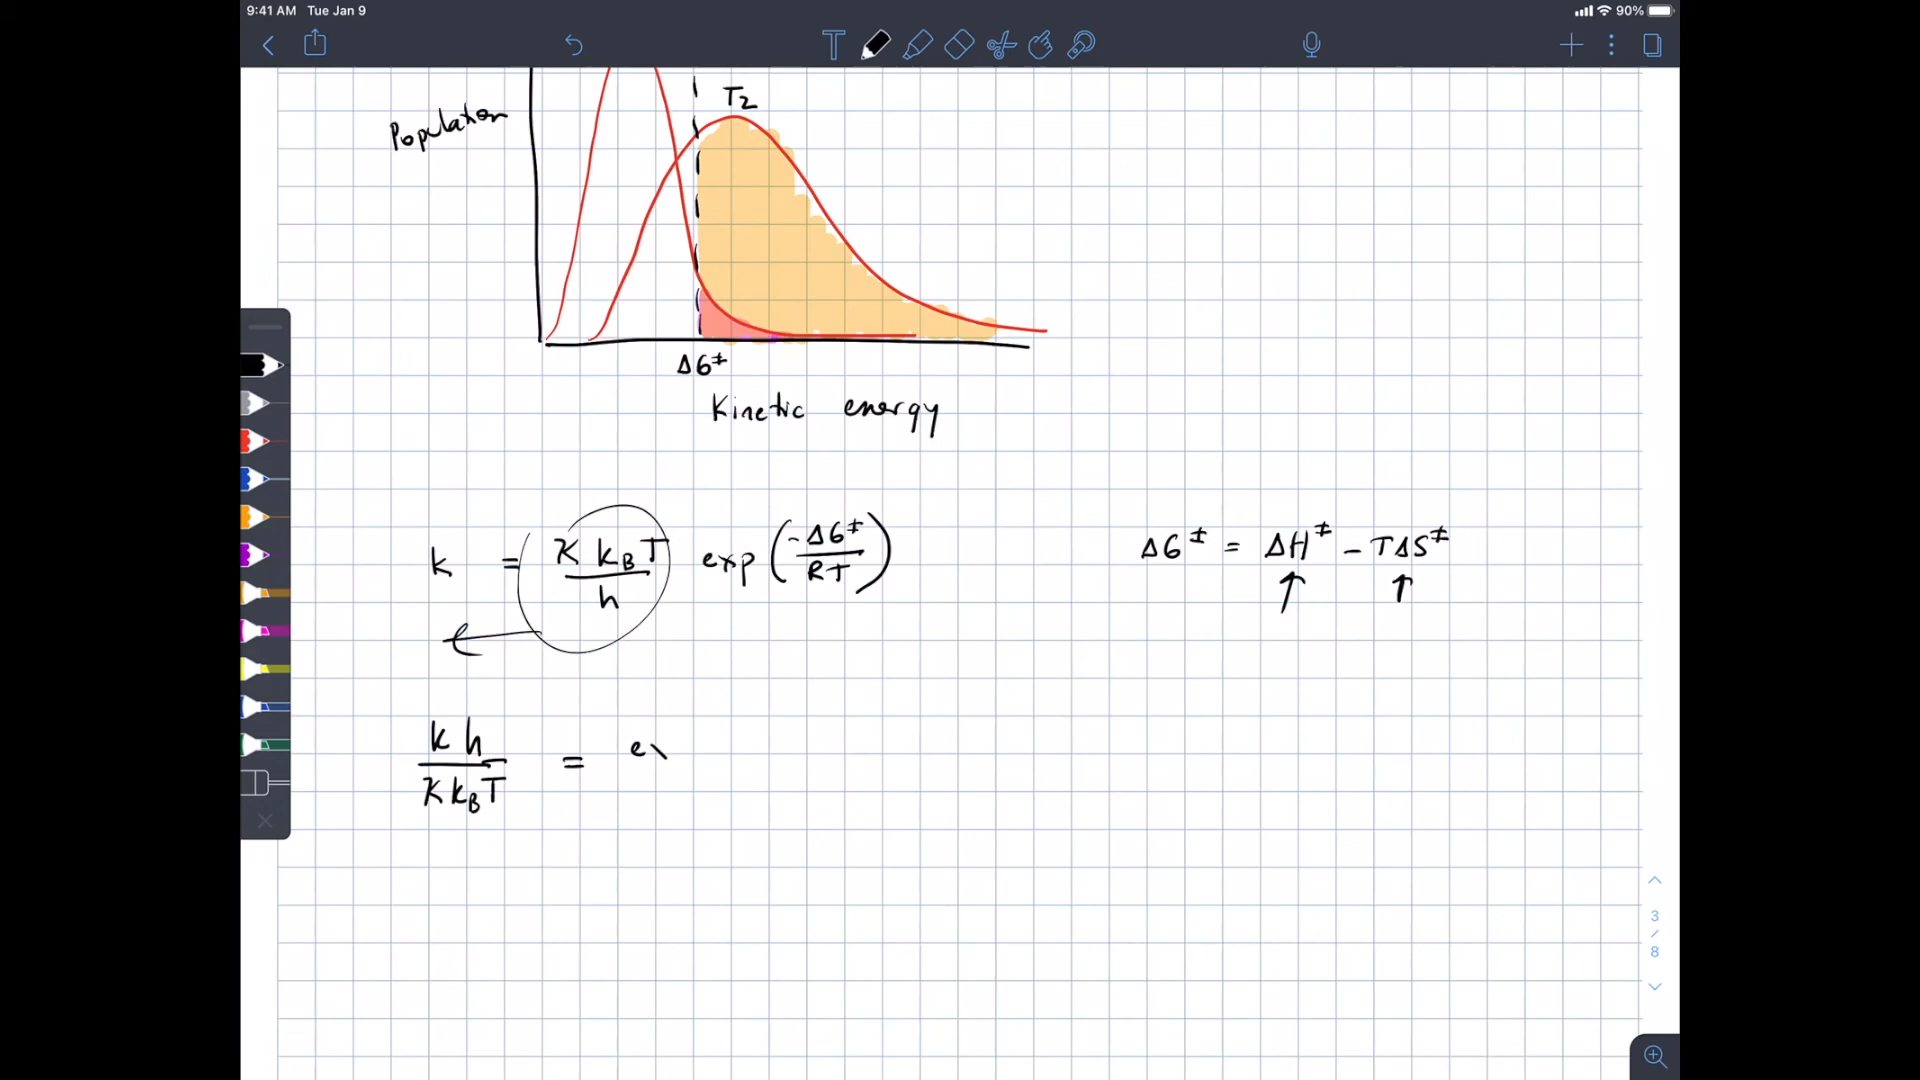 9:41 AM Tue Jan 9
90%
T₂
Population
ΔG‡
Kinetic energy
k = κ k_B T / h exp(-ΔG‡ / RT)
ΔG‡ = ΔH‡ - TΔS‡
k h / κ k_B T = ex
3
/
8